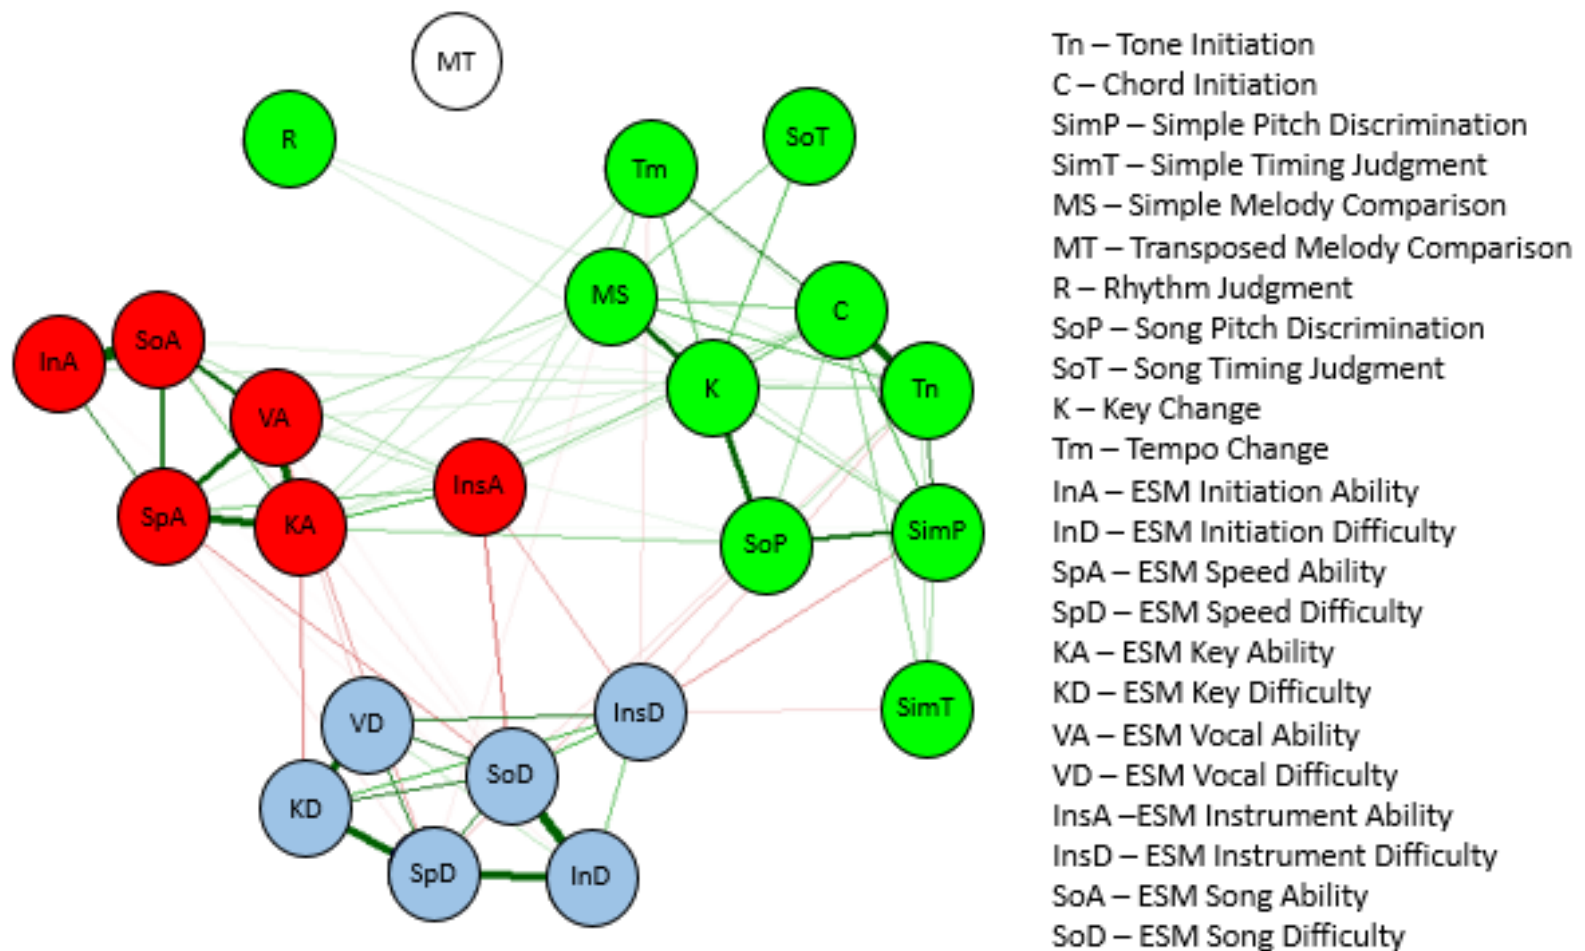 MT
R
Tm
SoT
MS
C
InA
SoA
VA
K
Tn
SpA
KA
InsA
SoP
SimP
VD
InsD
SimT
KD
SoD
SpD
InD
Tn – Tone Initiation
C – Chord Initiation
SimP – Simple Pitch Discrimination
SimT – Simple Timing Judgment
MS – Simple Melody Comparison
MT – Transposed Melody Comparison
R – Rhythm Judgment
SoP – Song Pitch Discrimination
SoT – Song Timing Judgment
K – Key Change
Tm – Tempo Change
InA – ESM Initiation Ability
InD – ESM Initiation Difficulty
SpA – ESM Speed Ability
SpD – ESM Speed Difficulty
KA – ESM Key Ability
KD – ESM Key Difficulty
VA – ESM Vocal Ability
VD – ESM Vocal Difficulty
InsA –ESM Instrument Ability
InsD – ESM Instrument Difficulty
SoA – ESM Song Ability
SoD – ESM Song Difficulty